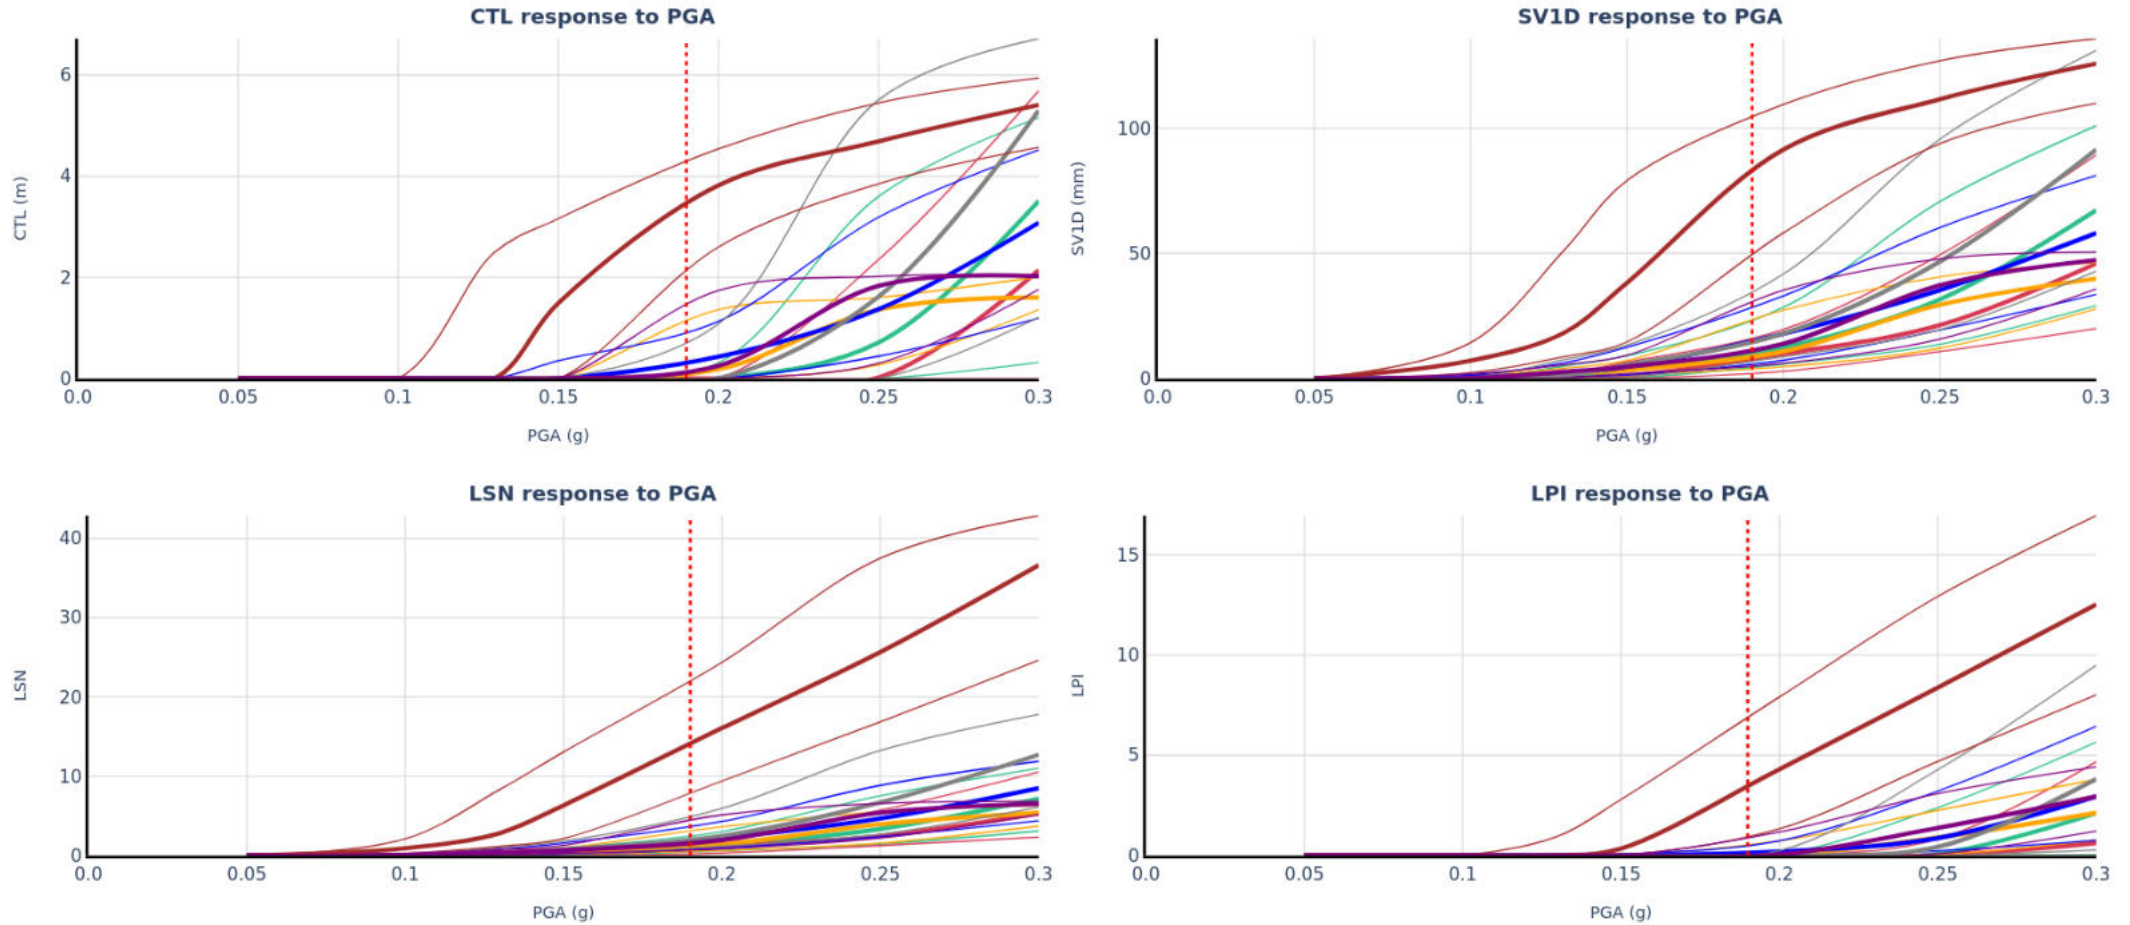 CTL response to PGA
SV1D response to PGA
6
4
2
0
CTL (m)
0.0 0.05 0.1 0.15 0.2 0.25 0.3
PGA (g)
100
50
0
SV1D (mm)
0.0 0.05 0.1 0.15 0.2 0.25 0.3
PGA (g)
LSN response to PGA
LPI response to PGA
40
30
20
10
0
LSN
0.0 0.05 0.1 0.15 0.2 0.25 0.3
PGA (g)
15
10
5
0
LPI
0.0 0.05 0.1 0.15 0.2 0.25 0.3
PGA (g)